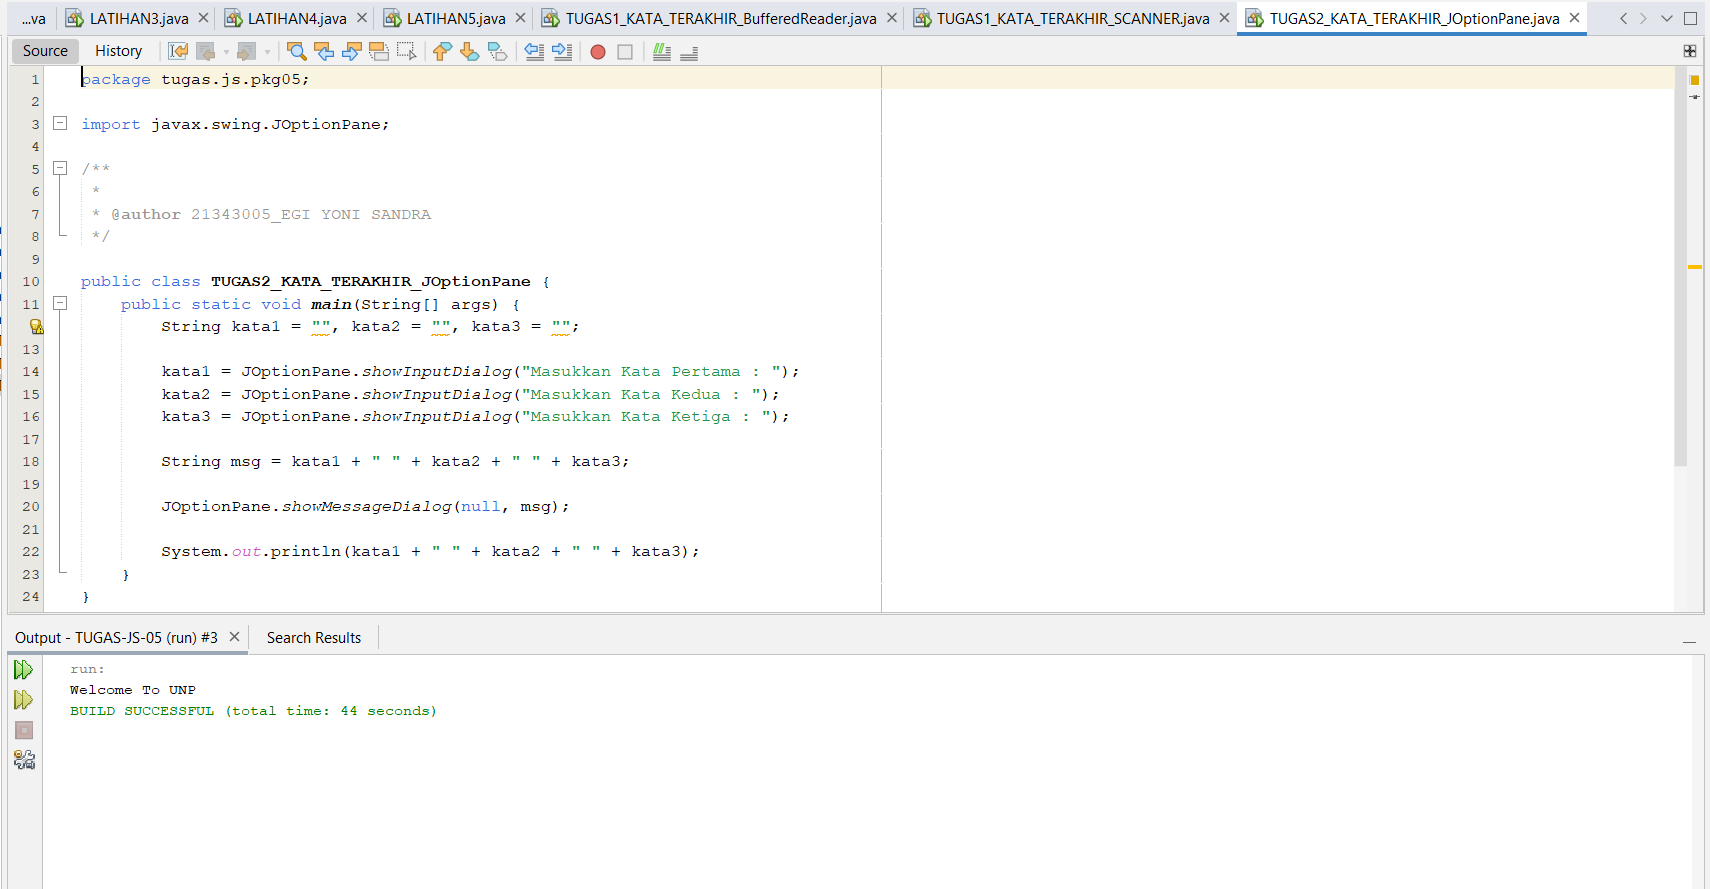 ...va LATIHAN3.java LATIHAN4.java LATIHAN5.java TUGAS1_KATA_TERAKHIR_BufferedReader.java TUGAS1_KATA_TERAKHIR_SCANNER.java TUGAS2_KATA_TERAKHIR_JOptionPane.java
Source History
1 package tugas.js.pkg05;
2
3 import javax.swing.JOptionPane;
4
5 /**
6 *
7 * @author 21343005_EGI YONI SANDRA
8 */
9
10 public class TUGAS2_KATA_TERAKHIR_JOptionPane {
11 public static void main(String[] args) {
String kata1 = "", kata2 = "", kata3 = "";
13
14 kata1 = JOptionPane.showInputDialog("Masukkan Kata Pertama : ");
15 kata2 = JOptionPane.showInputDialog("Masukkan Kata Kedua : ");
16 kata3 = JOptionPane.showInputDialog("Masukkan Kata Ketiga : ");
17
18 String msg = kata1 + " " + kata2 + " " + kata3;
19
20 JOptionPane.showMessageDialog(null, msg);
21
22 System.out.println(kata1 + " " + kata2 + " " + kata3);
23 }
24 }
Output - TUGAS-JS-05 (run) #3 Search Results
run:
Welcome To UNP
BUILD SUCCESSFUL (total time: 44 seconds)